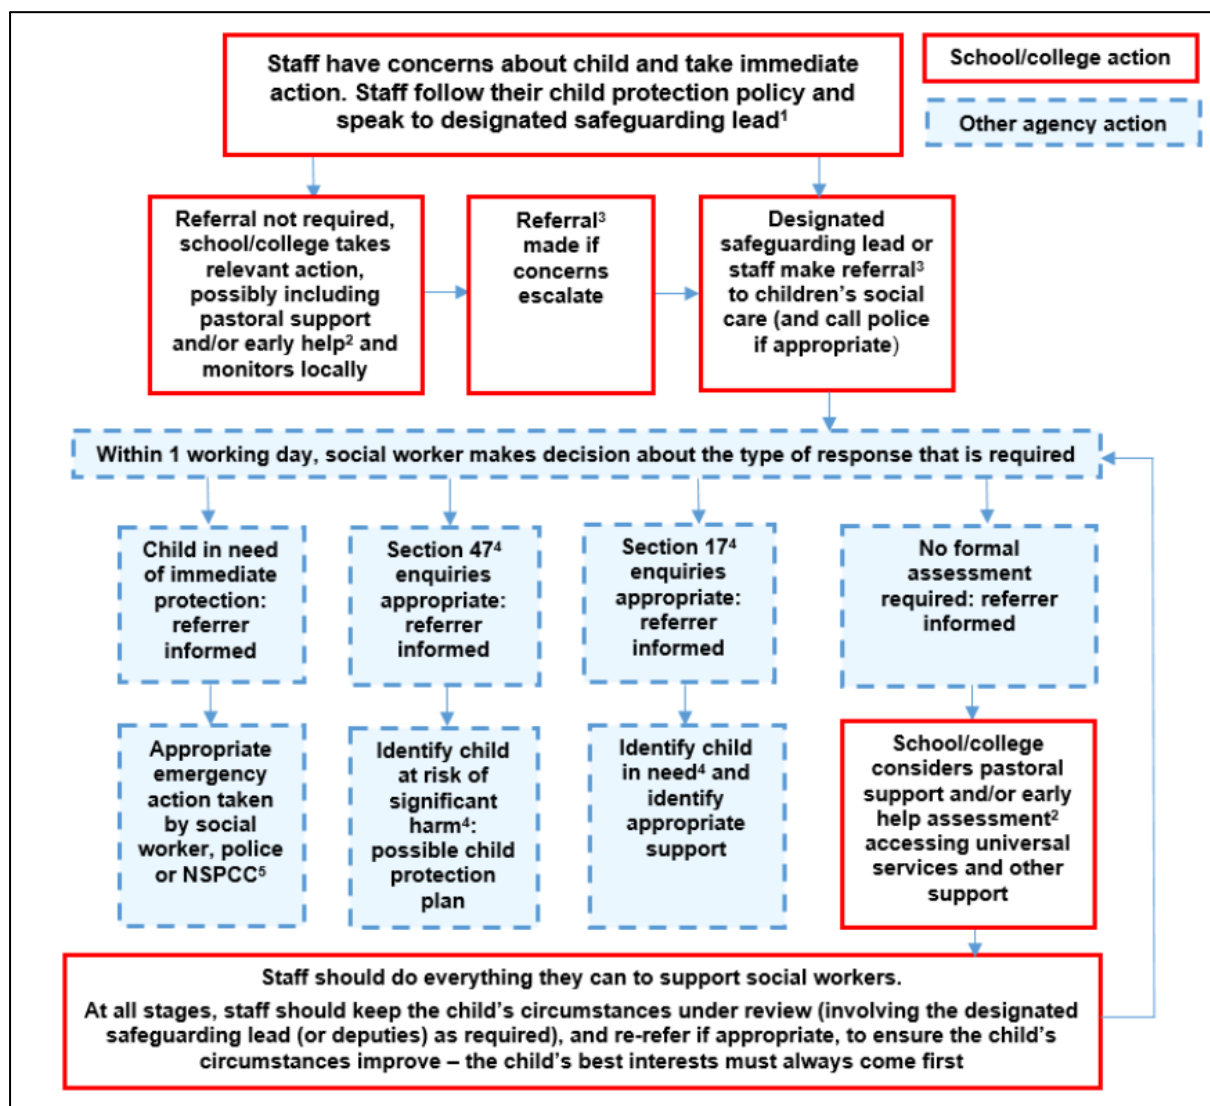 Staff have concerns about child and take immediate
action. Staff follow their child protection policy and
speak to designated safeguarding lead¹
School/college action
Other agency action
Referral not required,
school/college takes
relevant action,
possibly including
pastoral support
and/or early help² and
monitors locally
Referral³
made if
concerns
escalate
Designated
safeguarding lead or
staff make referral³
to children’s social
care (and call police
if appropriate)
Within 1 working day, social worker makes decision about the type of response that is required
Child in need
of immediate
protection:
referrer
informed
Section 47⁴
enquiries
appropriate:
referrer
informed
Section 17⁴
enquiries
appropriate:
referrer
informed
No formal
assessment
required: referrer
informed
Appropriate
emergency
action taken
by social
worker, police
or NSPCC⁵
Identify child
at risk of
significant
harm⁴:
possible child
protection
plan
Identify child
in need⁴ and
identify
appropriate
support
School/college
considers pastoral
support and/or early
help assessment²
accessing universal
services and other
support
Staff should do everything they can to support social workers.
At all stages, staff should keep the child’s circumstances under review (involving the designated
safeguarding lead (or deputies) as required), and re-refer if appropriate, to ensure the child’s
circumstances improve – the child’s best interests must always come first